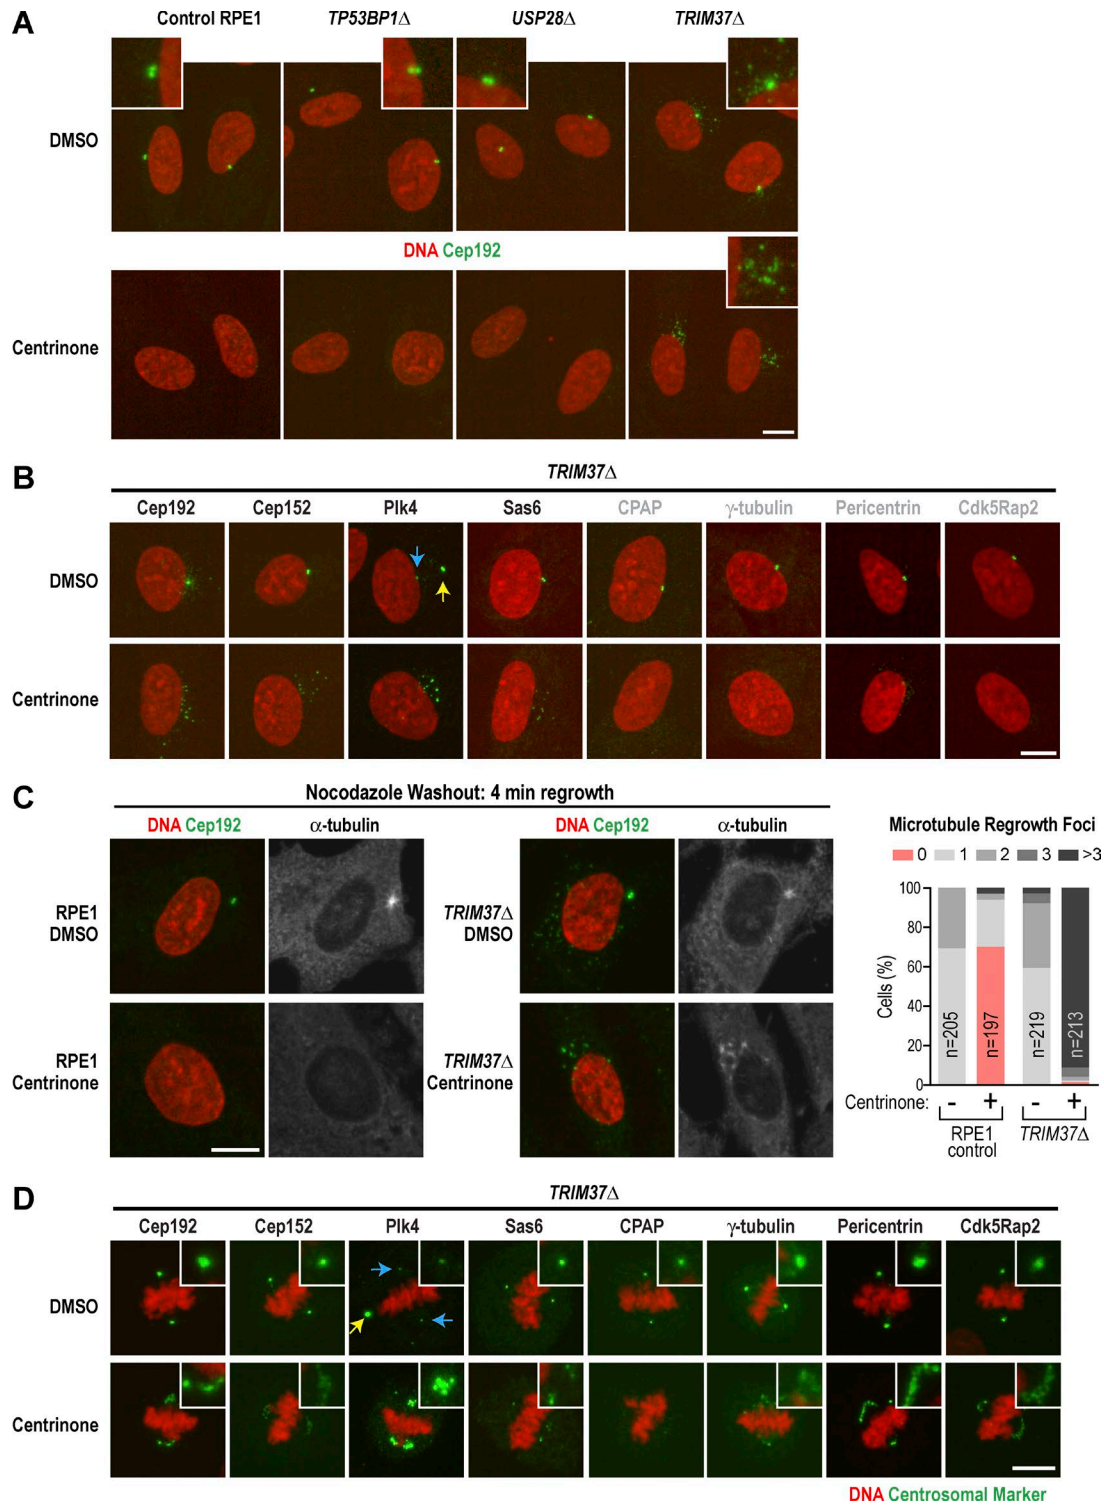 A
Control RPE1 TP53BP1Δ USP28Δ TRIM37Δ
DMSO
DNA Cep192
Centrinone
B
TRIM37Δ
Cep192 Cep152 Plk4 Sas6 CPAP γ-tubulin Pericentrin Cdk5Rap2
DMSO
Centrinone
C
Nocodazole Washout: 4 min regrowth
DNA Cep192 α-tubulin DNA Cep192 α-tubulin
RPE1
DMSO
TRIM37Δ
DMSO
RPE1
Centrinone
TRIM37Δ
Centrinone
Microtubule Regrowth Foci
0 1 2 3 >3
100
80
60
40
20
0
Cells (%)
n=205
n=197
n=219
n=213
Centrinone: - + - +
RPE1
control
TRIM37Δ
D
TRIM37Δ
Cep192 Cep152 Plk4 Sas6 CPAP γ-tubulin Pericentrin Cdk5Rap2
DMSO
Centrinone
DNA Centrosomal Marker